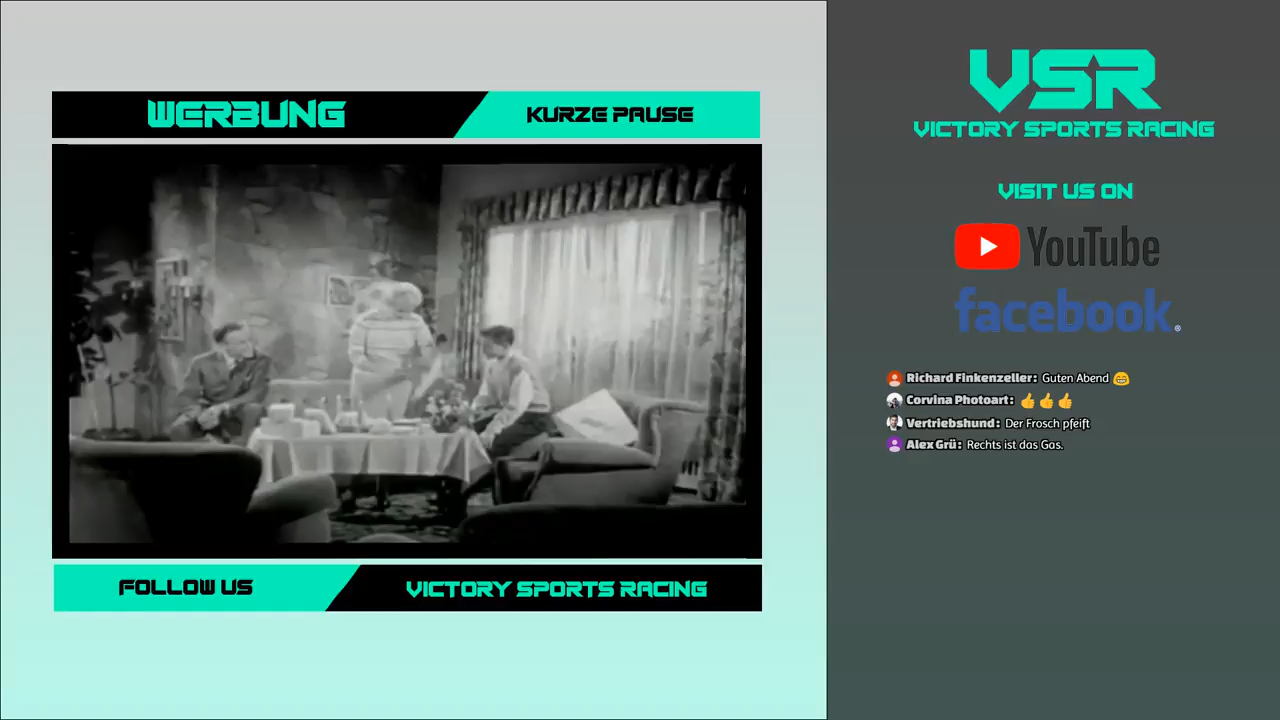 WERBUNG
KURZE PAUSE
FOLLOW US
VICTORY SPORTS RACING
VSR
VICTORY SPORTS RACING
VISIT US ON
YouTube
facebook®
Richard Finkenzeller: Guten Abend 😁
Corvina Photoart: 👍👍👍
Vertriebshund: Der Frosch pfeift
Alex Grü: Rechts ist das Gas.